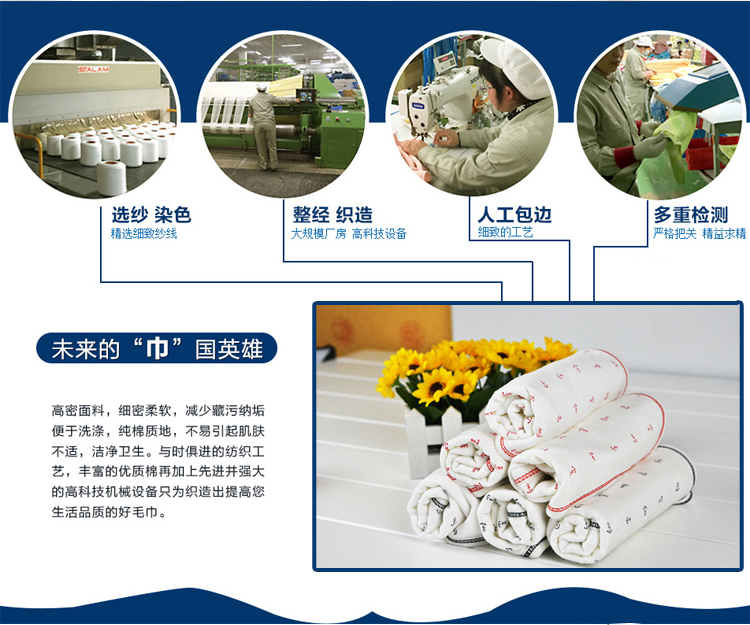 STALAM
选纱 染色
精选细致纱线
整经 织造
大规模厂房 高科技设备
人工包边
细致的工艺
多重检测
严格把关 精益求精
未来的“巾”国英雄
高密面料，细密柔软，减少藏污纳垢
便于洗涤，纯棉质地，不易引起肌肤
不适，洁净卫生。与时俱进的纺织工
艺，丰富的优质棉再加上先进并强大
的高科技机械设备只为织造出提高您
生活品质的好毛巾。